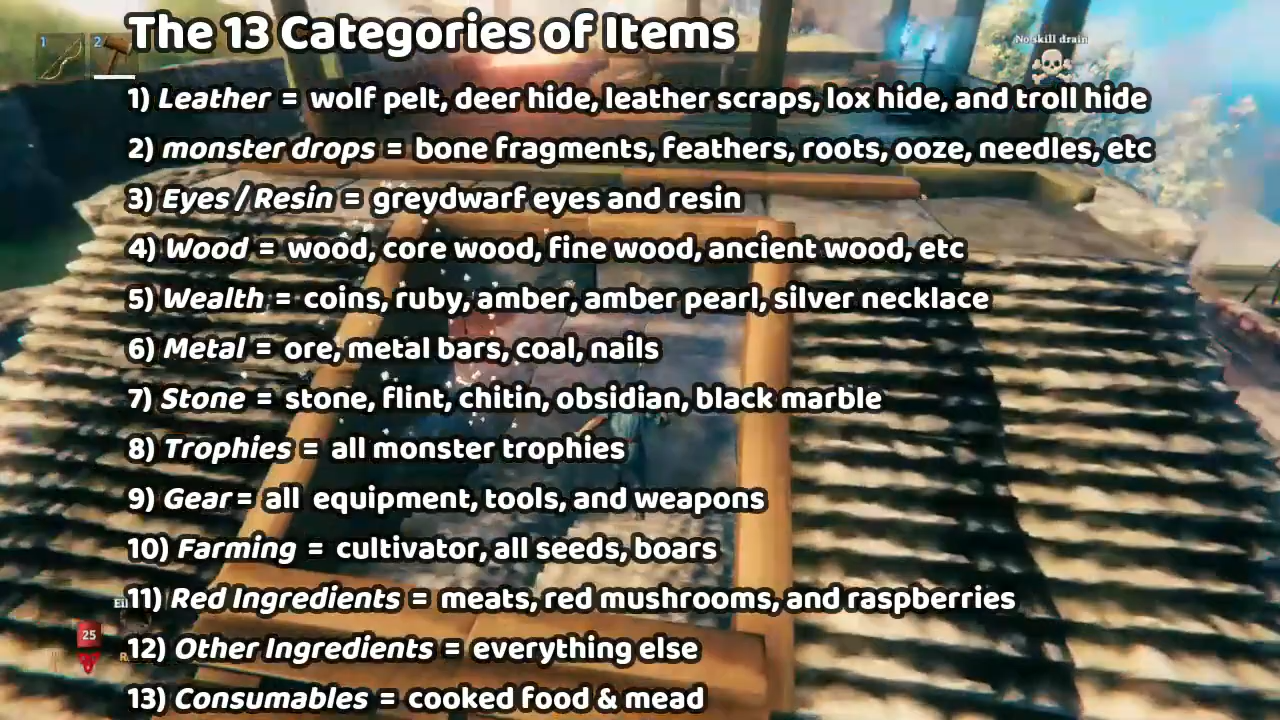 The 13 Categories of Items
1
2
No skill drain
1) Leather = wolf pelt, deer hide, leather scraps, lox hide, and troll hide
2) monster drops = bone fragments, feathers, roots, ooze, needles, etc
3) Eyes/Resin = greydwarf eyes and resin
4) Wood = wood, core wood, fine wood, ancient wood, etc
5) Wealth = coins, ruby, amber, amber pearl, silver necklace
6) Metal = ore, metal bars, coal, nails
7) Stone = stone, flint, chitin, obsidian, black marble
8) Trophies = all monster trophies
9) Gear = all equipment, tools, and weapons
10) Farming = cultivator, all seeds, boars
11) Red Ingredients = meats, red mushrooms, and raspberries
25
12) Other Ingredients = everything else
13) Consumables = cooked food & mead